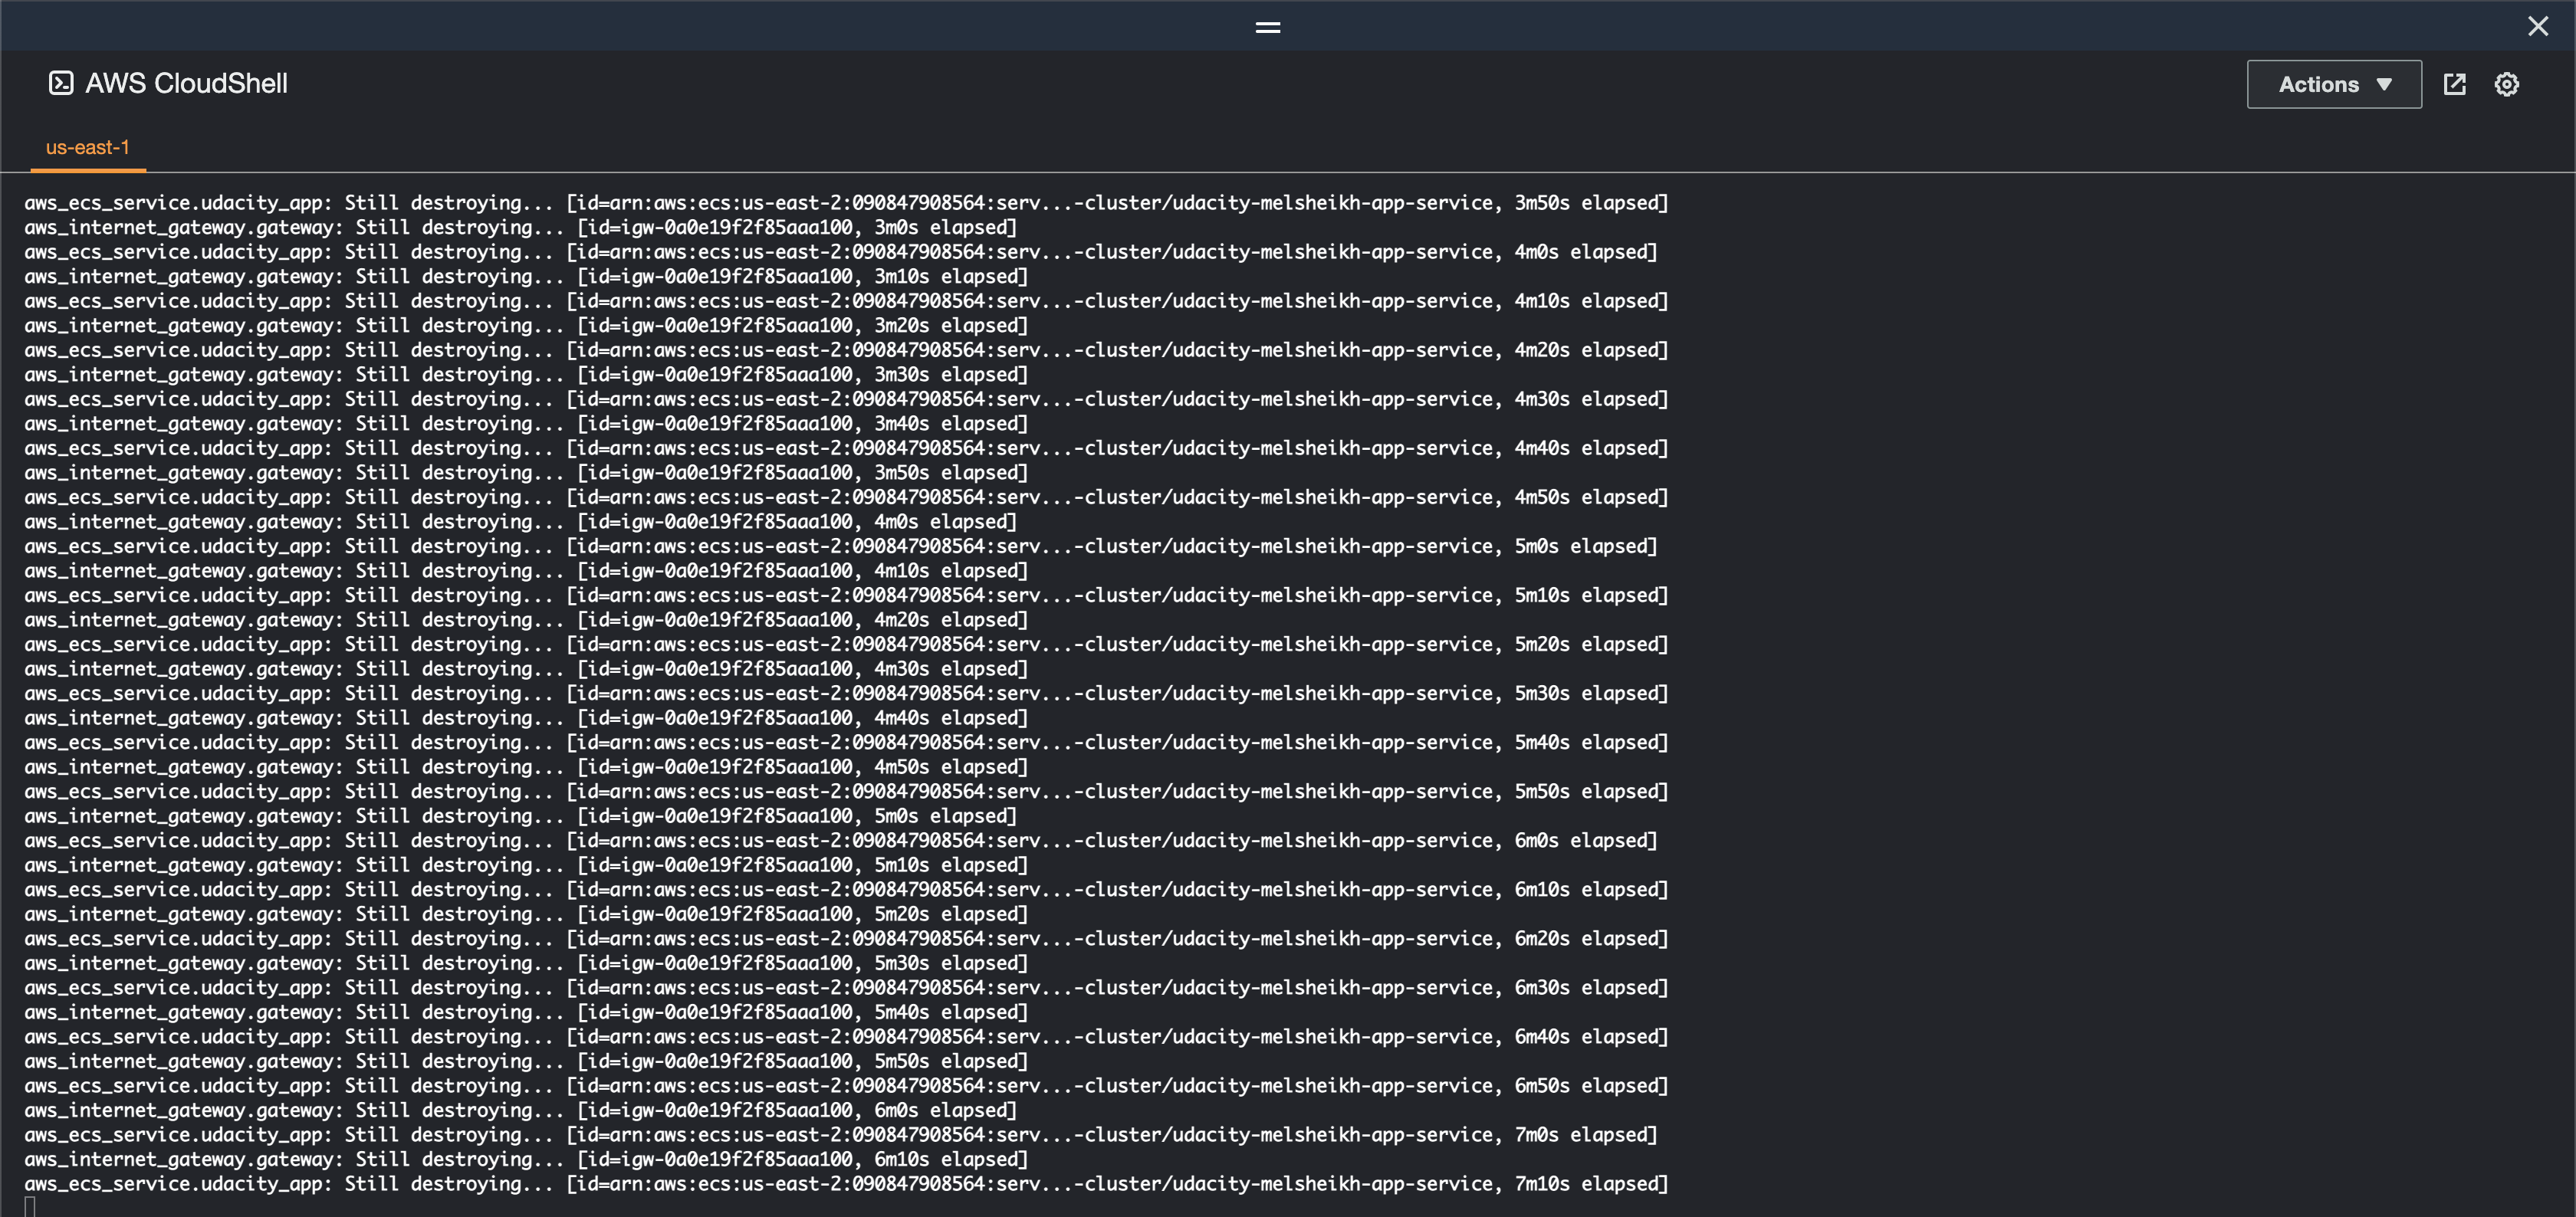 AWS CloudShell
Actions
us-east-1
aws_ecs_service.udacity_app: Still destroying... [id=arn:aws:ecs:us-east-2:090847908564:serv...-cluster/udacity-melsheikh-app-service, 3m50s elapsed]
aws_internet_gateway.gateway: Still destroying... [id=igw-0a0e19f2f85aaa100, 3m0s elapsed]
aws_ecs_service.udacity_app: Still destroying... [id=arn:aws:ecs:us-east-2:090847908564:serv...-cluster/udacity-melsheikh-app-service, 4m0s elapsed]
aws_internet_gateway.gateway: Still destroying... [id=igw-0a0e19f2f85aaa100, 3m10s elapsed]
aws_ecs_service.udacity_app: Still destroying... [id=arn:aws:ecs:us-east-2:090847908564:serv...-cluster/udacity-melsheikh-app-service, 4m10s elapsed]
aws_internet_gateway.gateway: Still destroying... [id=igw-0a0e19f2f85aaa100, 3m20s elapsed]
aws_ecs_service.udacity_app: Still destroying... [id=arn:aws:ecs:us-east-2:090847908564:serv...-cluster/udacity-melsheikh-app-service, 4m20s elapsed]
aws_internet_gateway.gateway: Still destroying... [id=igw-0a0e19f2f85aaa100, 3m30s elapsed]
aws_ecs_service.udacity_app: Still destroying... [id=arn:aws:ecs:us-east-2:090847908564:serv...-cluster/udacity-melsheikh-app-service, 4m30s elapsed]
aws_internet_gateway.gateway: Still destroying... [id=igw-0a0e19f2f85aaa100, 3m40s elapsed]
aws_ecs_service.udacity_app: Still destroying... [id=arn:aws:ecs:us-east-2:090847908564:serv...-cluster/udacity-melsheikh-app-service, 4m40s elapsed]
aws_internet_gateway.gateway: Still destroying... [id=igw-0a0e19f2f85aaa100, 3m50s elapsed]
aws_ecs_service.udacity_app: Still destroying... [id=arn:aws:ecs:us-east-2:090847908564:serv...-cluster/udacity-melsheikh-app-service, 4m50s elapsed]
aws_internet_gateway.gateway: Still destroying... [id=igw-0a0e19f2f85aaa100, 4m0s elapsed]
aws_ecs_service.udacity_app: Still destroying... [id=arn:aws:ecs:us-east-2:090847908564:serv...-cluster/udacity-melsheikh-app-service, 5m0s elapsed]
aws_internet_gateway.gateway: Still destroying... [id=igw-0a0e19f2f85aaa100, 4m10s elapsed]
aws_ecs_service.udacity_app: Still destroying... [id=arn:aws:ecs:us-east-2:090847908564:serv...-cluster/udacity-melsheikh-app-service, 5m10s elapsed]
aws_internet_gateway.gateway: Still destroying... [id=igw-0a0e19f2f85aaa100, 4m20s elapsed]
aws_ecs_service.udacity_app: Still destroying... [id=arn:aws:ecs:us-east-2:090847908564:serv...-cluster/udacity-melsheikh-app-service, 5m20s elapsed]
aws_internet_gateway.gateway: Still destroying... [id=igw-0a0e19f2f85aaa100, 4m30s elapsed]
aws_ecs_service.udacity_app: Still destroying... [id=arn:aws:ecs:us-east-2:090847908564:serv...-cluster/udacity-melsheikh-app-service, 5m30s elapsed]
aws_internet_gateway.gateway: Still destroying... [id=igw-0a0e19f2f85aaa100, 4m40s elapsed]
aws_ecs_service.udacity_app: Still destroying... [id=arn:aws:ecs:us-east-2:090847908564:serv...-cluster/udacity-melsheikh-app-service, 5m40s elapsed]
aws_internet_gateway.gateway: Still destroying... [id=igw-0a0e19f2f85aaa100, 4m50s elapsed]
aws_ecs_service.udacity_app: Still destroying... [id=arn:aws:ecs:us-east-2:090847908564:serv...-cluster/udacity-melsheikh-app-service, 5m50s elapsed]
aws_internet_gateway.gateway: Still destroying... [id=igw-0a0e19f2f85aaa100, 5m0s elapsed]
aws_ecs_service.udacity_app: Still destroying... [id=arn:aws:ecs:us-east-2:090847908564:serv...-cluster/udacity-melsheikh-app-service, 6m0s elapsed]
aws_internet_gateway.gateway: Still destroying... [id=igw-0a0e19f2f85aaa100, 5m10s elapsed]
aws_ecs_service.udacity_app: Still destroying... [id=arn:aws:ecs:us-east-2:090847908564:serv...-cluster/udacity-melsheikh-app-service, 6m10s elapsed]
aws_internet_gateway.gateway: Still destroying... [id=igw-0a0e19f2f85aaa100, 5m20s elapsed]
aws_ecs_service.udacity_app: Still destroying... [id=arn:aws:ecs:us-east-2:090847908564:serv...-cluster/udacity-melsheikh-app-service, 6m20s elapsed]
aws_internet_gateway.gateway: Still destroying... [id=igw-0a0e19f2f85aaa100, 5m30s elapsed]
aws_ecs_service.udacity_app: Still destroying... [id=arn:aws:ecs:us-east-2:090847908564:serv...-cluster/udacity-melsheikh-app-service, 6m30s elapsed]
aws_internet_gateway.gateway: Still destroying... [id=igw-0a0e19f2f85aaa100, 5m40s elapsed]
aws_ecs_service.udacity_app: Still destroying... [id=arn:aws:ecs:us-east-2:090847908564:serv...-cluster/udacity-melsheikh-app-service, 6m40s elapsed]
aws_internet_gateway.gateway: Still destroying... [id=igw-0a0e19f2f85aaa100, 5m50s elapsed]
aws_ecs_service.udacity_app: Still destroying... [id=arn:aws:ecs:us-east-2:090847908564:serv...-cluster/udacity-melsheikh-app-service, 6m50s elapsed]
aws_internet_gateway.gateway: Still destroying... [id=igw-0a0e19f2f85aaa100, 6m0s elapsed]
aws_ecs_service.udacity_app: Still destroying... [id=arn:aws:ecs:us-east-2:090847908564:serv...-cluster/udacity-melsheikh-app-service, 7m0s elapsed]
aws_internet_gateway.gateway: Still destroying... [id=igw-0a0e19f2f85aaa100, 6m10s elapsed]
aws_ecs_service.udacity_app: Still destroying... [id=arn:aws:ecs:us-east-2:090847908564:serv...-cluster/udacity-melsheikh-app-service, 7m10s elapsed]